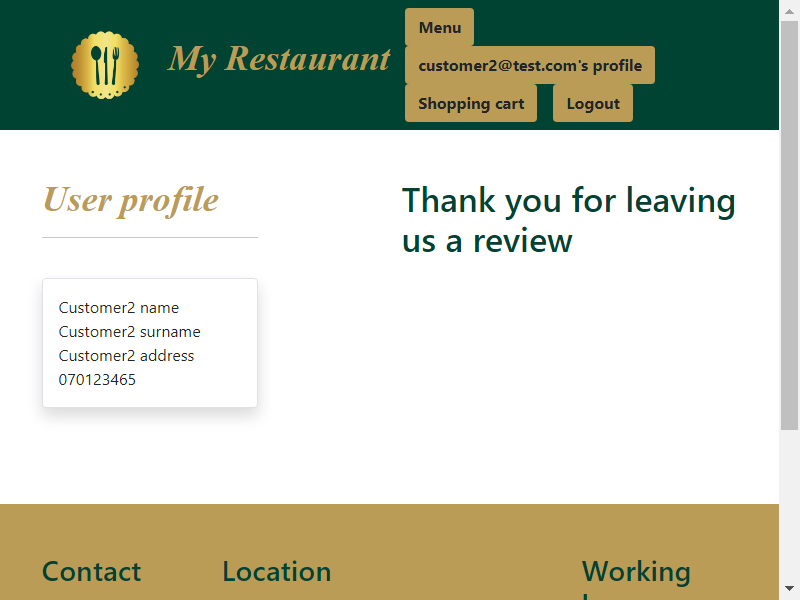 My Restaurant
Menu
customer2@test.com's profile
Shopping cart
Logout
User profile
Customer2 name
Customer2 surname
Customer2 address
070123465
Thank you for leaving
us a review
Contact
Location
Working